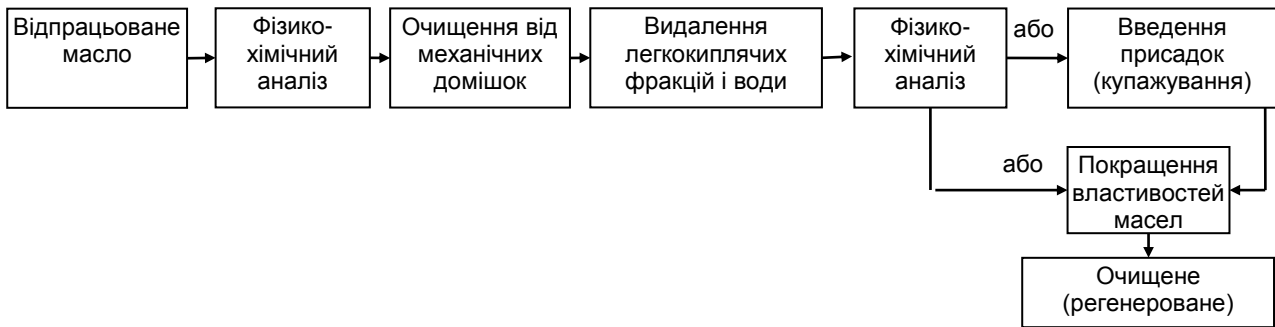 Відпрацьоване
масло
Фізико-
хімічний
аналіз
Очищення від
механічних
домішок
Видалення
легкокиплячих
фракцій і води
Фізико-
хімічний
аналіз
або
Введення
присадок
(купажування)
або
Покращення
властивостей
масел
Очищене
(регенероване)